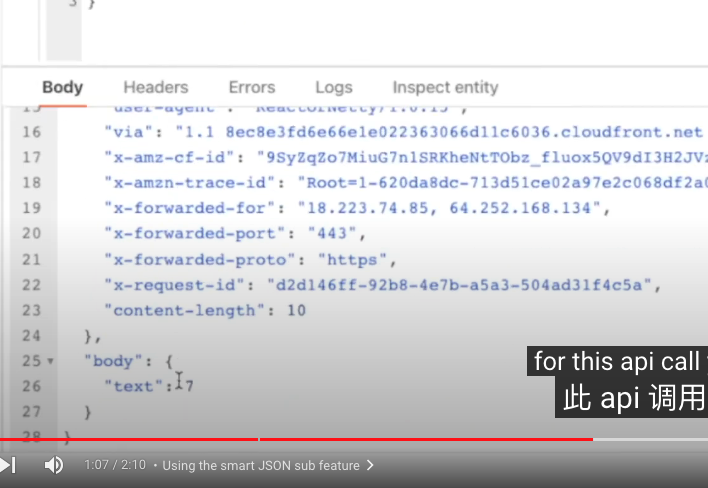 3 }
Body Headers Errors Logs Inspect entity
15 "user-agent": "ReactorNetty/1.0.15",
16 "via": "1.1 8ec8e3fd6e66e1e022363066d11c6036.cloudfront.net
17 "x-amz-cf-id": "9SyZqZo7MiuG7n1SRKheNtTObz_fluox5QV9dI3H2JVz
18 "x-amzn-trace-id": "Root=1-620da8dc-713d51ce02a97e2c068df2a0
19 "x-forwarded-for": "18.223.74.85, 64.252.168.134",
20 "x-forwarded-port": "443",
21 "x-forwarded-proto": "https",
22 "x-request-id": "d2d146ff-92b8-4e7b-a5a3-504ad31f4c5a",
23 "content-length": 10
24 },
25 "body": {
26 "text": 7
27 }
28 }
for this api call
此 api 调用
1:07 / 2:10 • Using the smart JSON sub feature >